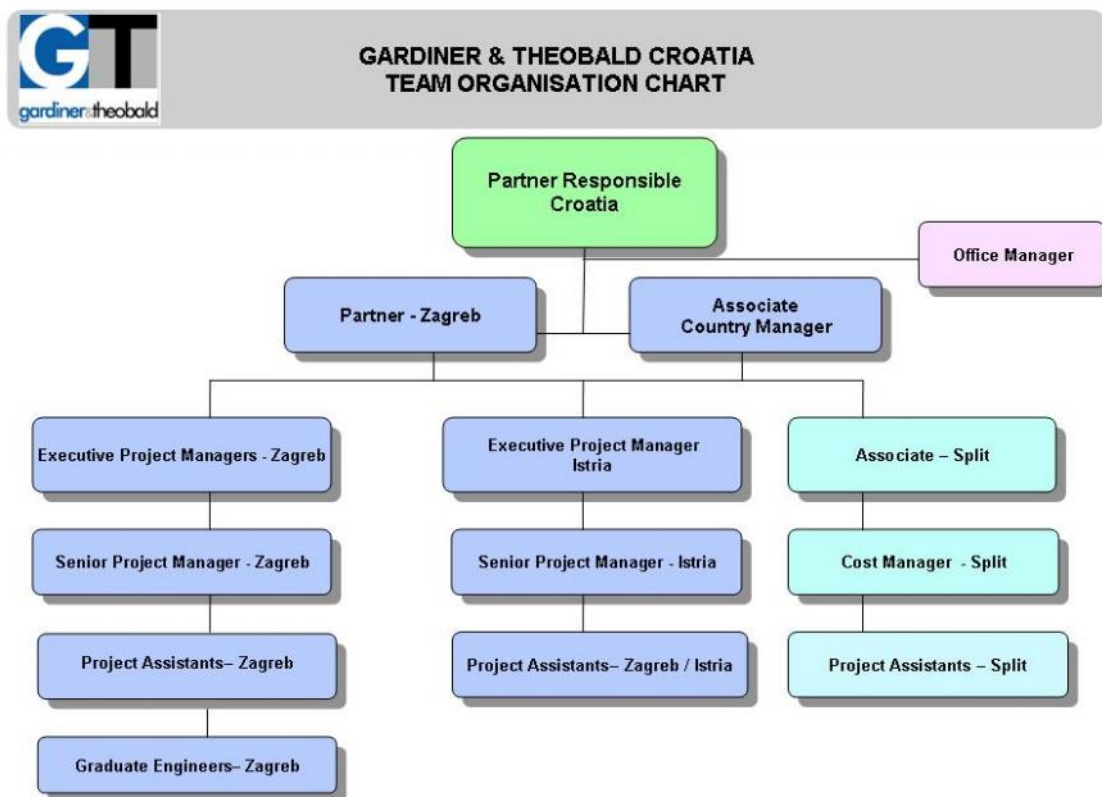 GT
gardiner&theobald
GARDINER & THEOBALD CROATIA
TEAM ORGANISATION CHART
Partner Responsible
Croatia
Office Manager
Partner - Zagreb
Associate
Country Manager
Executive Project Managers - Zagreb
Executive Project Manager
Istria
Associate – Split
Senior Project Manager - Zagreb
Senior Project Manager - Istria
Cost Manager - Split
Project Assistants– Zagreb
Project Assistants– Zagreb / Istria
Project Assistants – Split
Graduate Engineers– Zagreb